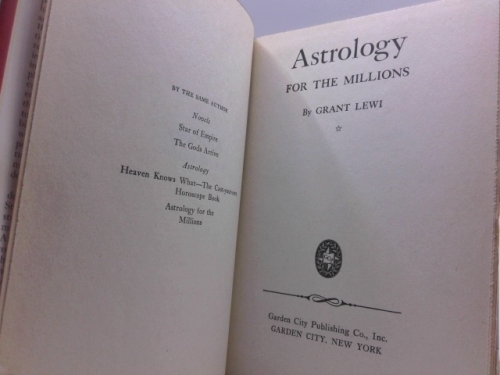 BY THE SAME AUTHOR
Novels
Star of Empire
The Gods Arrive
Astrology
Heaven Knows What—The Com
Horoscope Book
Astrology for the
Millions
Astrology
FOR THE MILLIONS
By GRANT LEWI
Garden City Publishing Co., Inc.
GARDEN CITY, NEW YORK